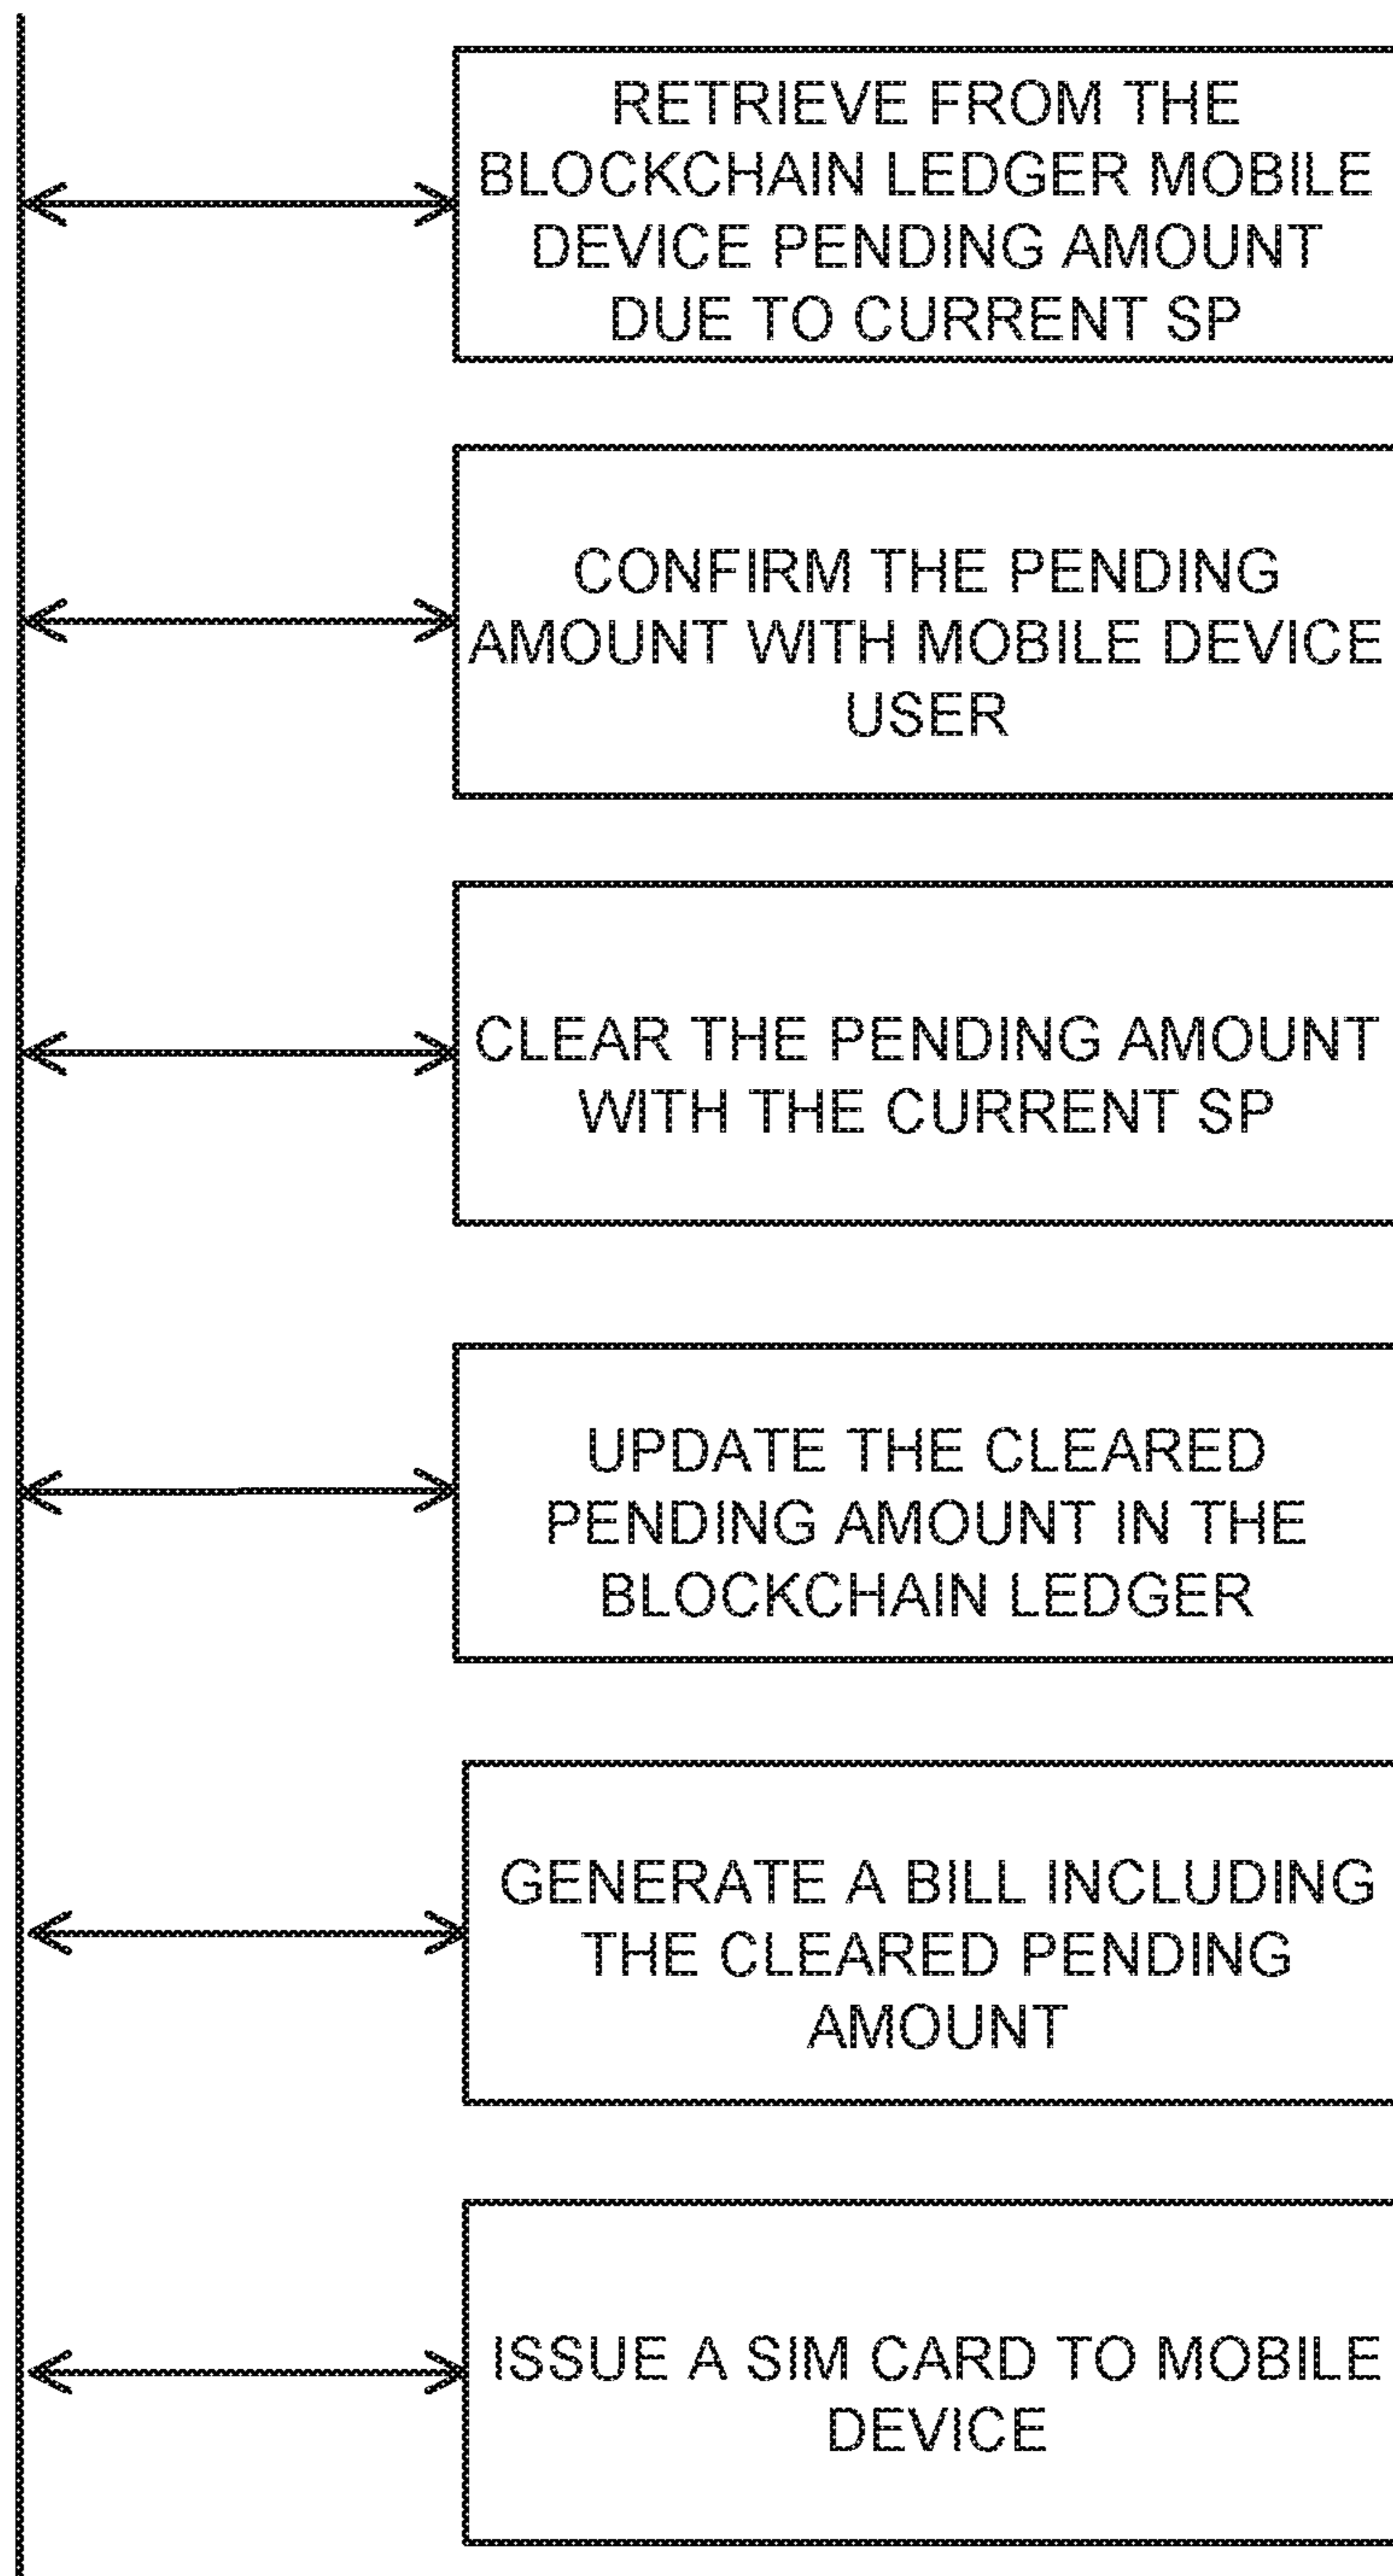 RETRIEVE FROM THE
BLOCKCHAIN LEDGER MOBILE
DEVICE PENDING AMOUNT
DUE TO CURRENT SP
CONFIRM THE PENDING
AMOUNT WITH MOBILE DEVICE
USER
CLEAR THE PENDING AMOUNT
WITH THE CURRENT SP
UPDATE THE CLEARED
PENDING AMOUNT IN THE
BLOCKCHAIN LEDGER
GENERATE A BILL INCLUDING
THE CLEARED PENDING
AMOUNT
ISSUE A SIM CARD TO MOBILE
DEVICE